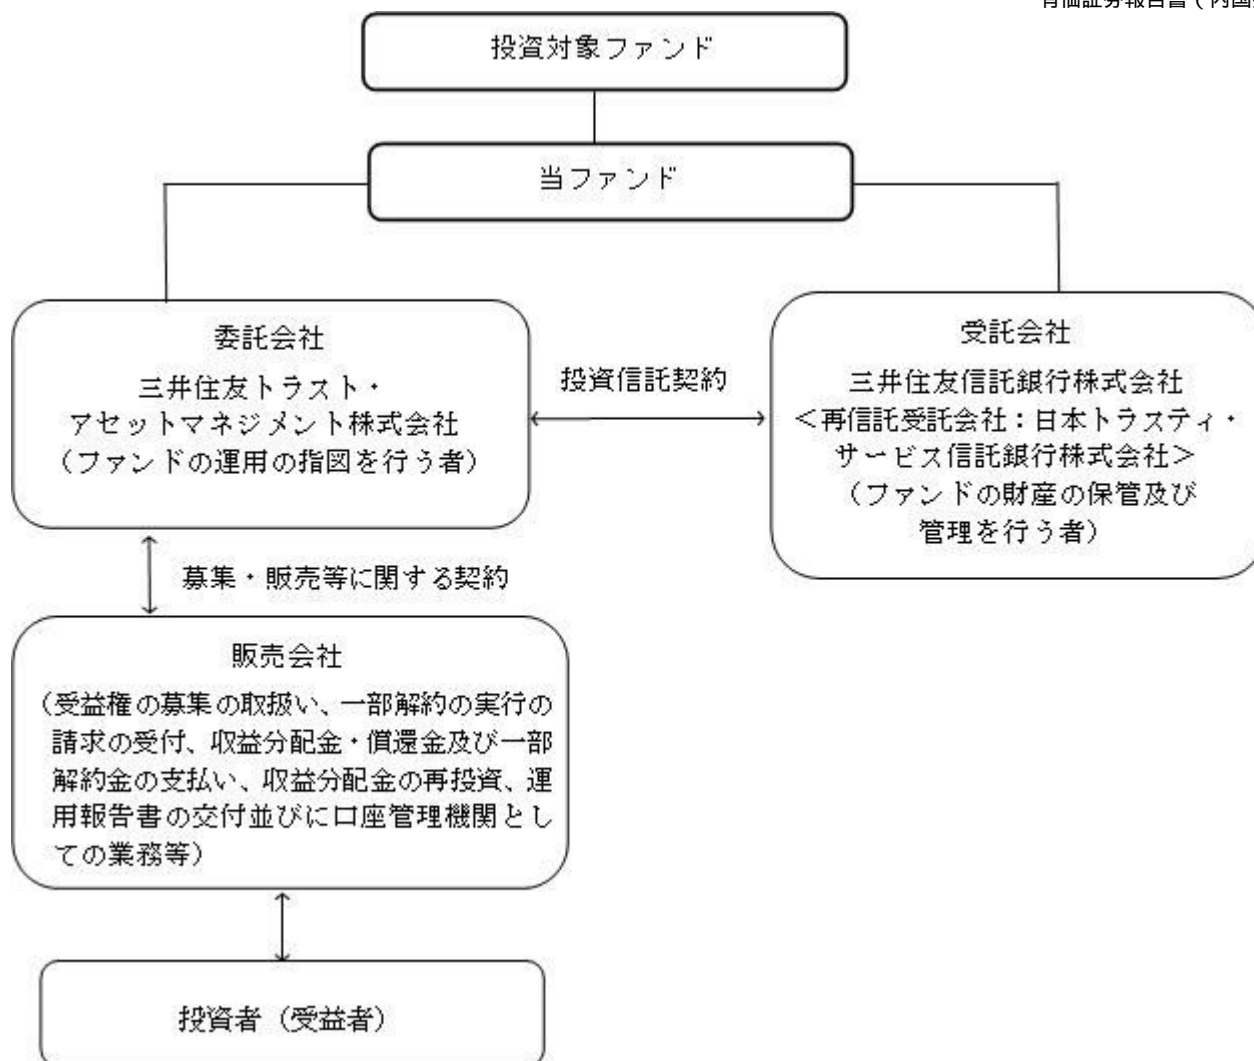 有価証券報告書(内国
投資対象ファンド
当ファンド
委託会社
三井住友トラスト・
アセットマネジメント株式会社
(ファンドの運用の指図を行う者)
投資信託契約
受託会社
三井住友信託銀行株式会社
<再信託受託会社:日本トラスティ・
サービス信託銀行株式会社>
(ファンドの財産の保管及び
管理を行う者)
募集・販売等に関する契約
販売会社
(受益権の募集の取扱い、一部解約の実行の
請求の受付、収益分配金・償還金及び一部
解約金の支払い、収益分配金の再投資、運
用報告書の交付並びに口座管理機関とし
ての業務等)
投資者(受益者)